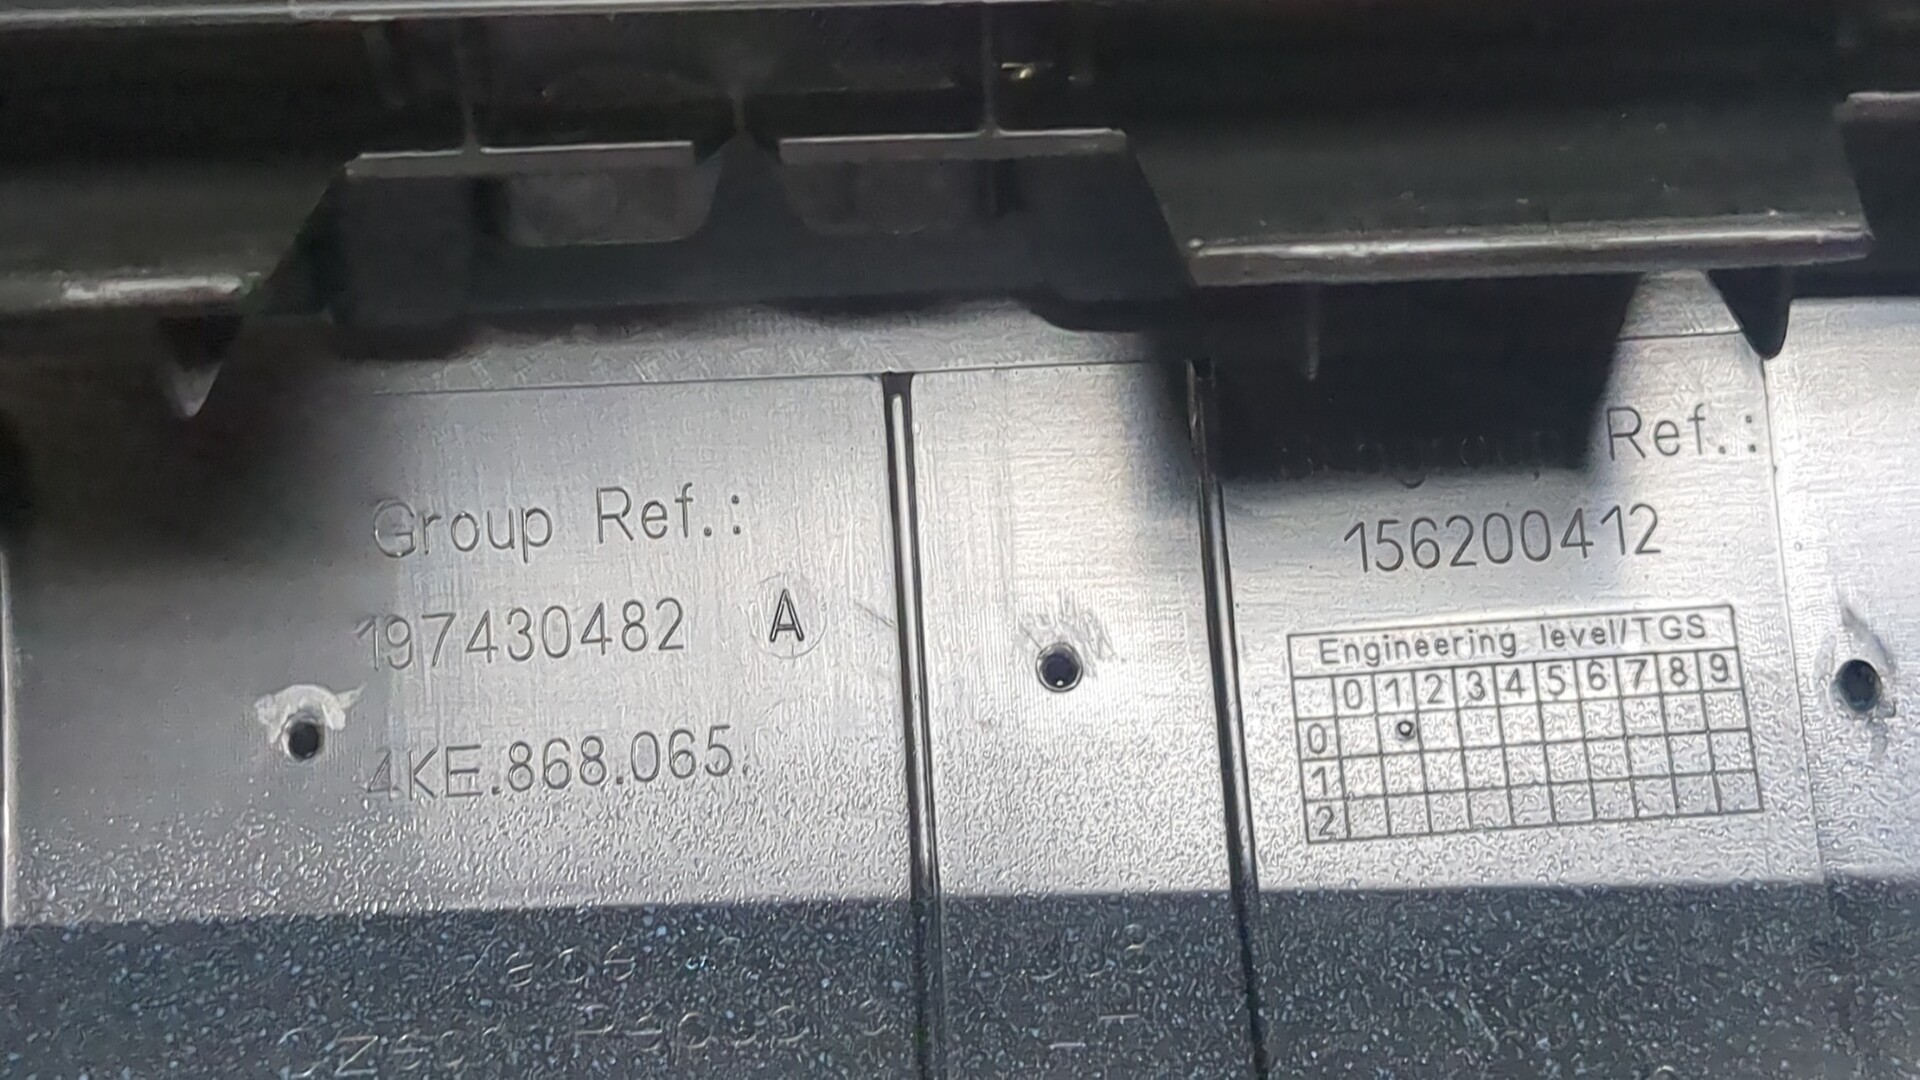 Group Ref.:
197430482 A
4KE.868.065.
Ref.:
156200412
Engineering level/TGS
0 1 2 3 4 5 6 7 8 9
0
1
2